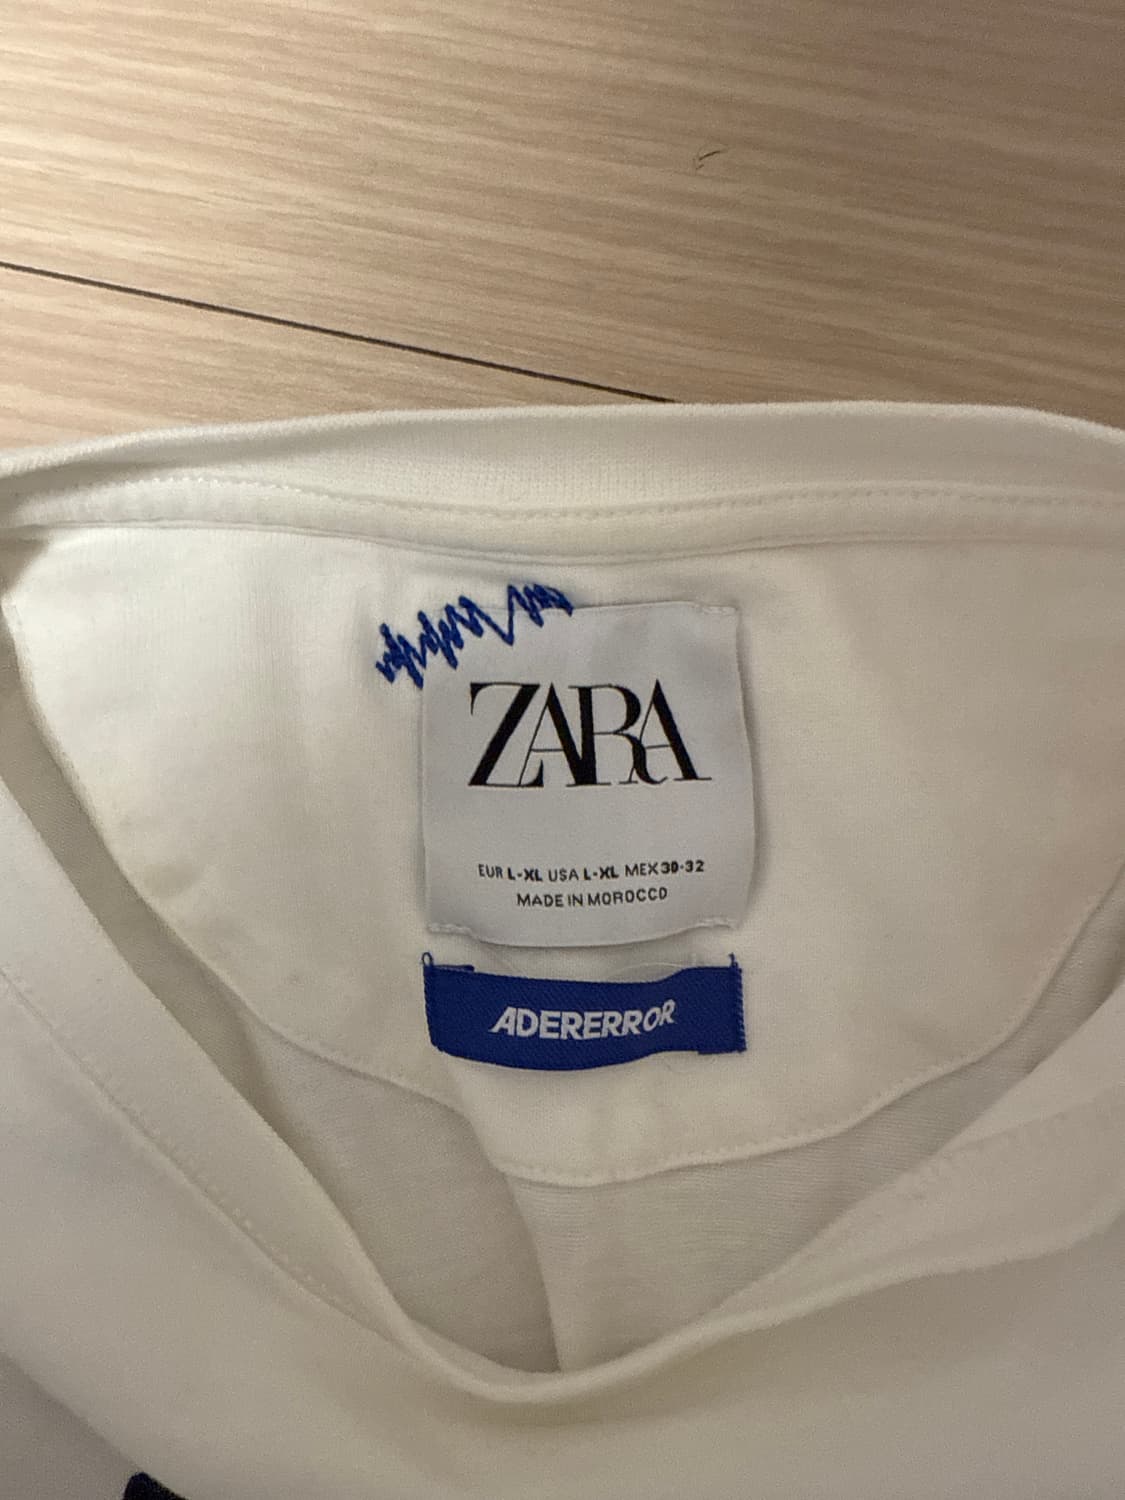 ZARA
EUR L-XL USA L-XL MEX 30-32
MADE IN MOROCCO
ADERERROR